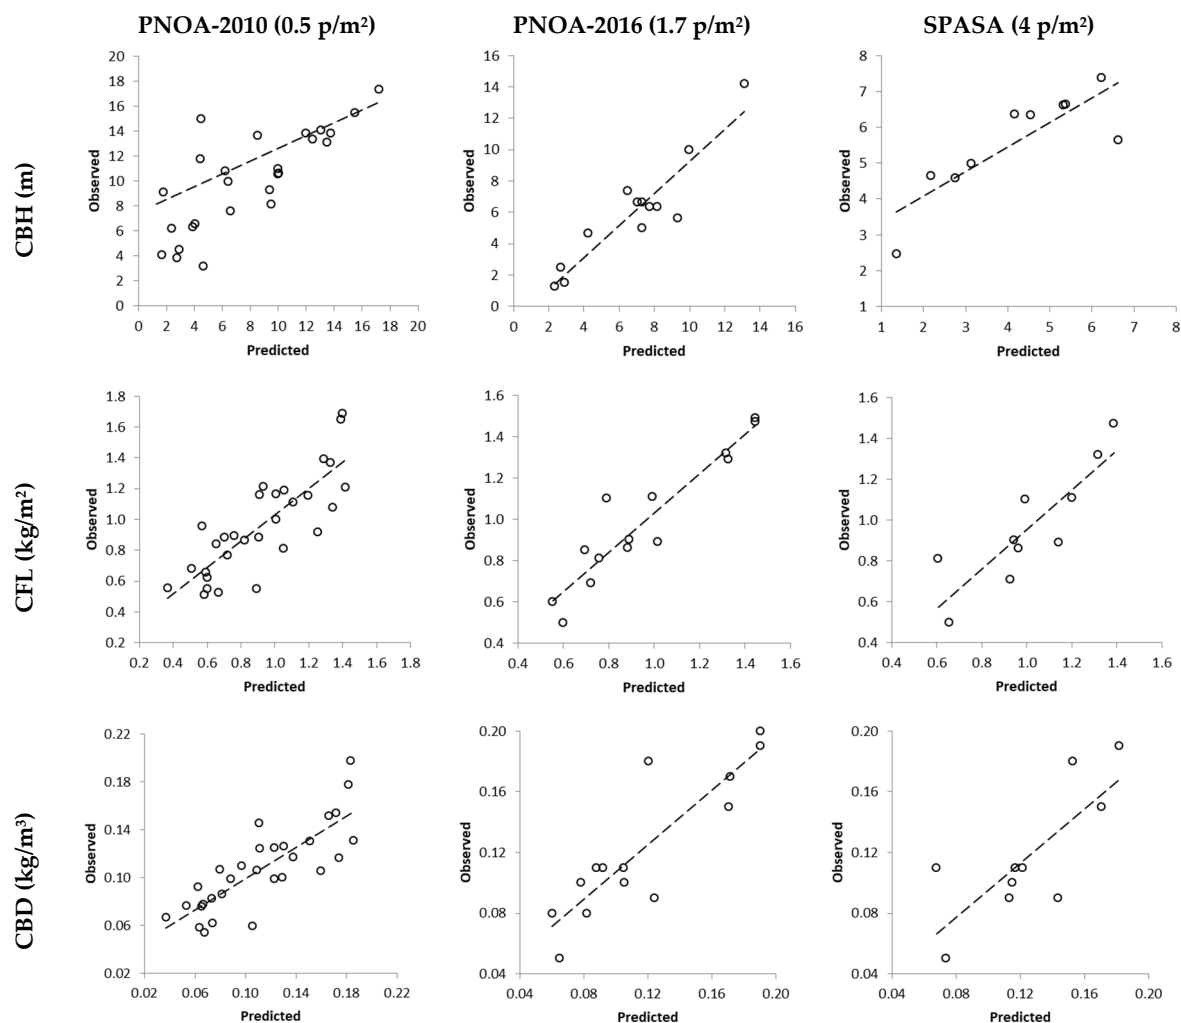 PNOA-2010 (0.5 p/m²) PNOA-2016 (1.7 p/m²) SPASA (4 p/m²)
CBH (m)
Observed
20
18
16
14
12
10
8
6
4
2
0
0 2 4 6 8 10 12 14 16 18 20
Predicted
Observed
16
14
12
10
8
6
4
2
0
0 2 4 6 8 10 12 14 16
Predicted
Observed
8
7
6
5
4
3
2
1
1 2 3 4 5 6 7 8
Predicted
CFL (kg/m²)
Observed
1.8
1.6
1.4
1.2
1.0
0.8
0.6
0.4
0.2
0.2 0.4 0.6 0.8 1.0 1.2 1.4 1.6 1.8
Predicted
Observed
1.6
1.4
1.2
1.0
0.8
0.6
0.4
0.4 0.6 0.8 1.0 1.2 1.4 1.6
Predicted
Observed
1.6
1.4
1.2
1.0
0.8
0.6
0.4
0.4 0.6 0.8 1.0 1.2 1.4 1.6
Predicted
CBD (kg/m³)
Observed
0.22
0.18
0.14
0.10
0.06
0.02
0.02 0.06 0.10 0.14 0.18 0.22
Predicted
Observed
0.20
0.16
0.12
0.08
0.04
0.04 0.08 0.12 0.16 0.20
Predicted
Observed
0.20
0.16
0.12
0.08
0.04
0.04 0.08 0.12 0.16 0.20
Predicted